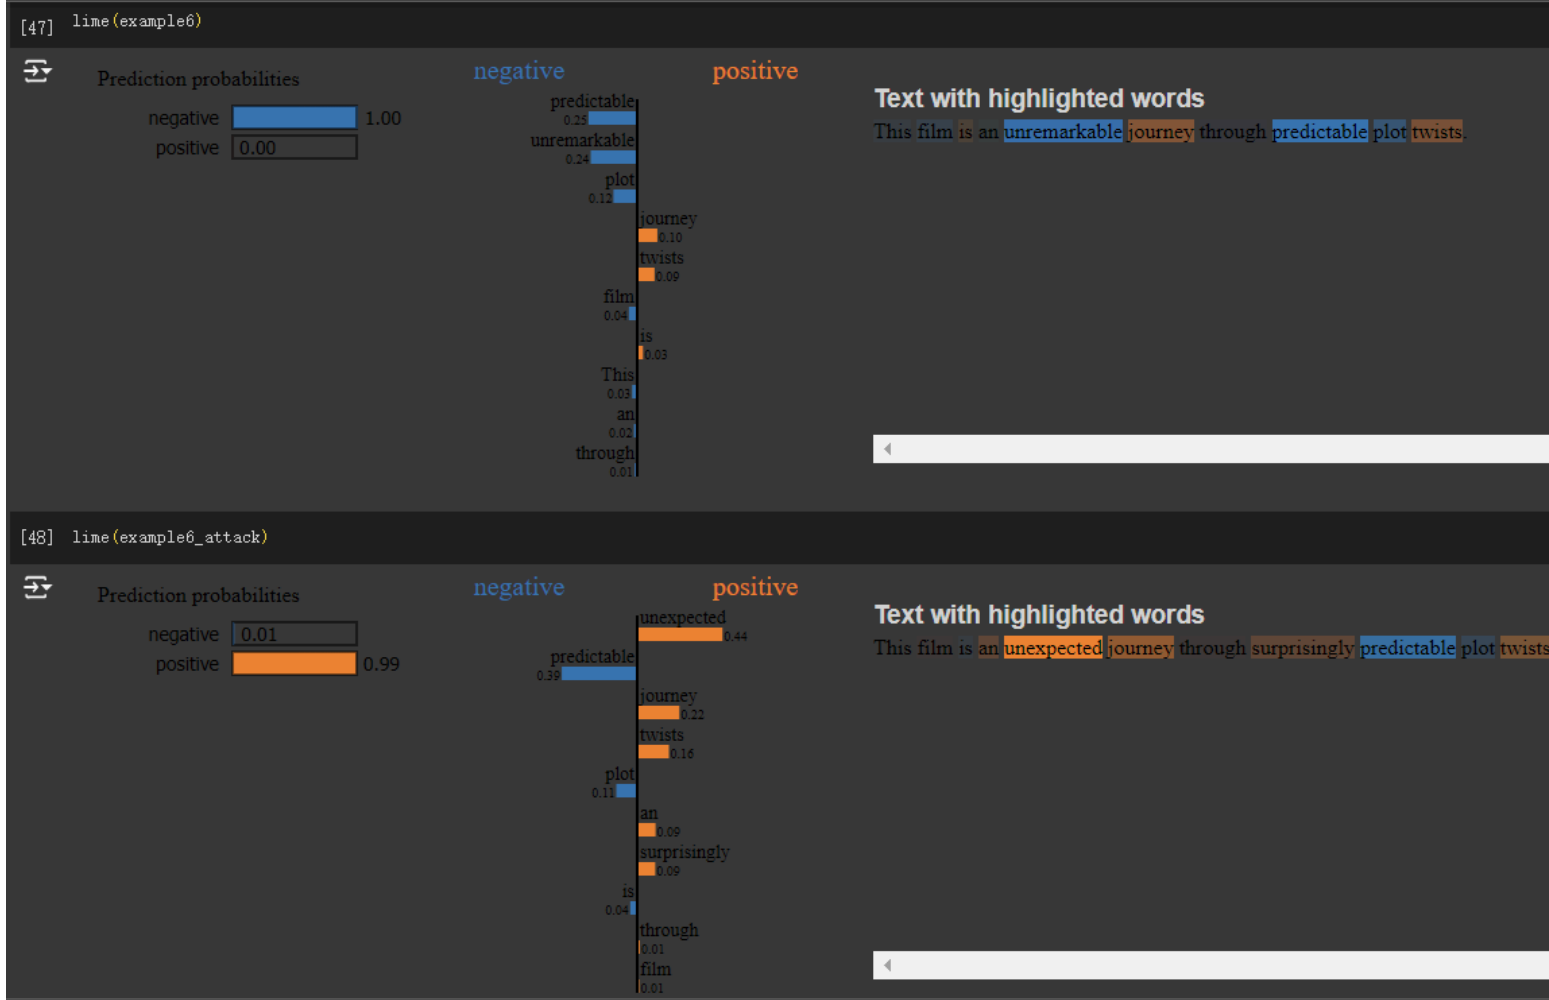 [47] lime(example6)
Prediction probabilities
negative 1.00
positive 0.00
negative positive
predictable
0.25
unremarkable
0.24
plot
0.12
journey
0.10
twists
0.09
film
0.04
is
0.03
This
0.03
an
0.02
through
0.01
Text with highlighted words
This film is an unremarkable journey through predictable plot twists.
[48] lime(example6_attack)
Prediction probabilities
negative 0.01
positive 0.99
negative positive
unexpected
0.44
predictable
0.39
journey
0.22
twists
0.16
plot
0.11
an
0.09
surprisingly
0.09
is
0.04
through
0.01
film
0.01
Text with highlighted words
This film is an unexpected journey through surprisingly predictable plot twists